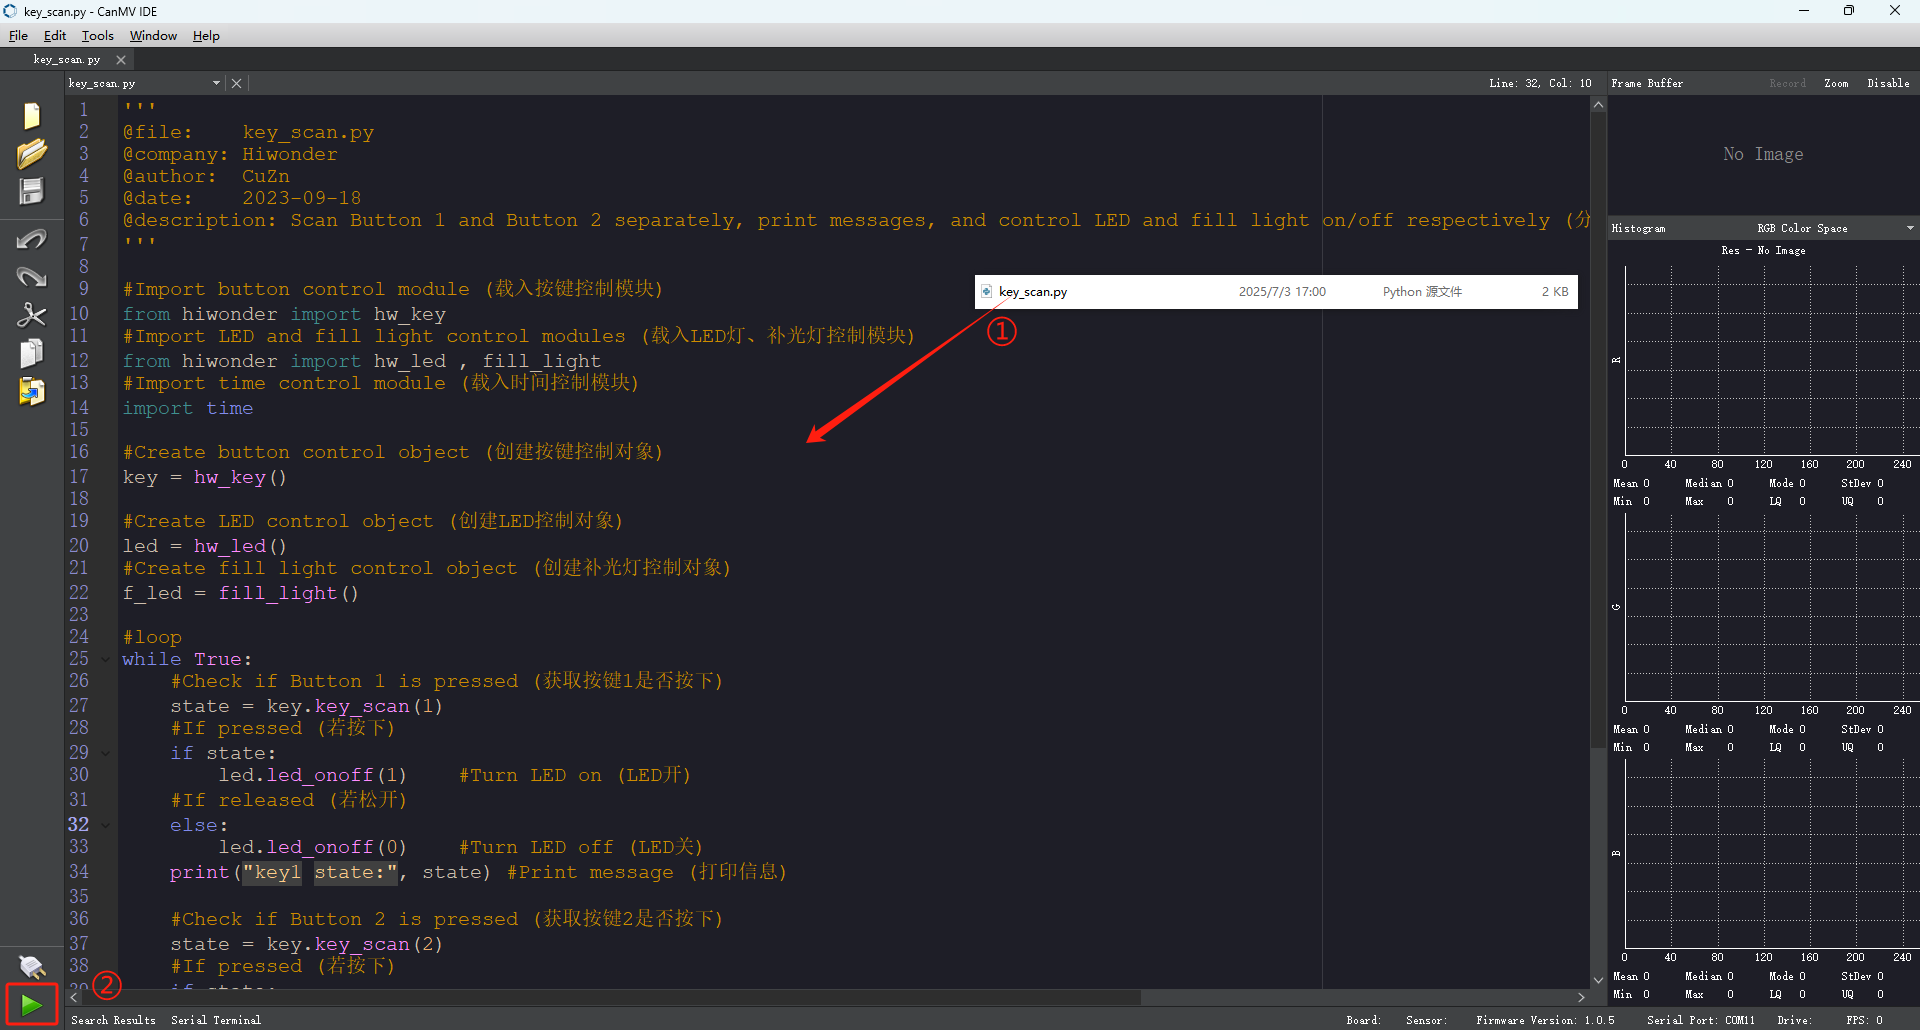 key_scan.py - CanMV IDE
File Edit Tools Window Help
key_scan.py
key_scan.py
Line: 32, Col: 10
Frame Buffer Record Zoom Disable
1 '''
2 @file: key_scan.py
3 @company: Hiwonder
4 @author: CuZn
5 @date: 2023-09-18
6 @description: Scan Button 1 and Button 2 separately, print messages, and control LED and fill light on/off respectively (分
7 '''
8
9 #Import button control module (载入按键控制模块)
10 from hiwonder import hw_key
11 #Import LED and fill light control modules (载入LED灯、补光灯控制模块)
12 from hiwonder import hw_led , fill_light
13 #Import time control module (载入时间控制模块)
14 import time
15
16 #Create button control object (创建按键控制对象)
17 key = hw_key()
18
19 #Create LED control object (创建LED控制对象)
20 led = hw_led()
21 #Create fill light control object (创建补光灯控制对象)
22 f_led = fill_light()
23
24 #loop
25 while True:
26 #Check if Button 1 is pressed (获取按键1是否按下)
27 state = key.key_scan(1)
28 #If pressed (若按下)
29 if state:
30 led.led_onoff(1) #Turn LED on (LED开)
31 #If released (若松开)
32 else:
33 led.led_onoff(0) #Turn LED off (LED关)
34 print("key1 state:", state) #Print message (打印信息)
35
36 #Check if Button 2 is pressed (获取按键2是否按下)
37 state = key.key_scan(2)
38 #If pressed (若按下)
39 if state:
key_scan.py 2025/7/3 17:00 Python 源文件 2 KB
①
②
No Image
Histogram RGB Color Space
Res - No Image
R
0 40 80 120 160 200 240
Mean 0 Median 0 Mode 0 StDev 0
Min 0 Max 0 LQ 0 UQ 0
G
0 40 80 120 160 200 240
Mean 0 Median 0 Mode 0 StDev 0
Min 0 Max 0 LQ 0 UQ 0
B
0 40 80 120 160 200 240
Mean 0 Median 0 Mode 0 StDev 0
Min 0 Max 0 LQ 0 UQ 0
Search Results Serial Terminal
Board: Sensor: Firmware Version: 1.0.5 Serial Port: COM11 Drive: FPS: 0